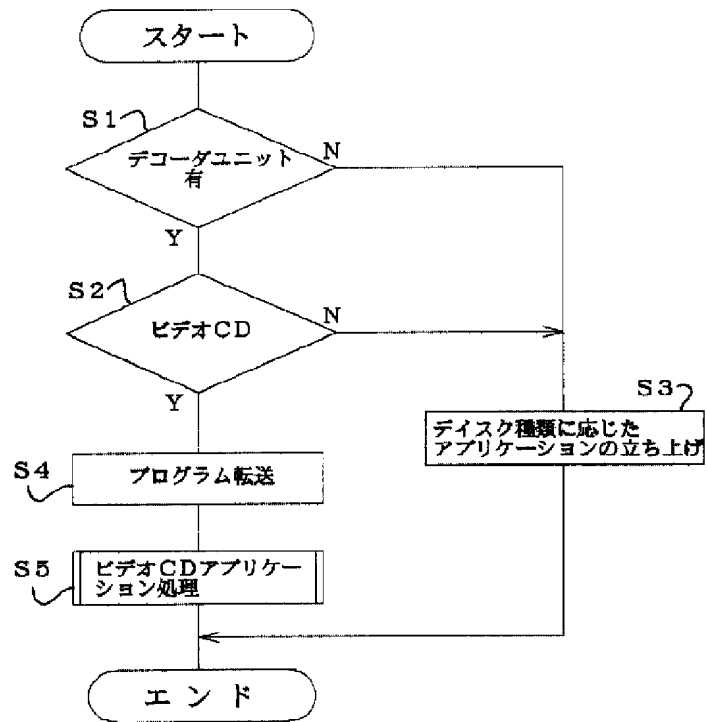 スタート
S1
デコーダユニット
有
N
Y
S2
ビデオCD
N
Y
S3
ディスク種類に応じた
アプリケーションの立ち上げ
S4
プログラム転送
S5
ビデオCDアプリケー
ション処理
エンド